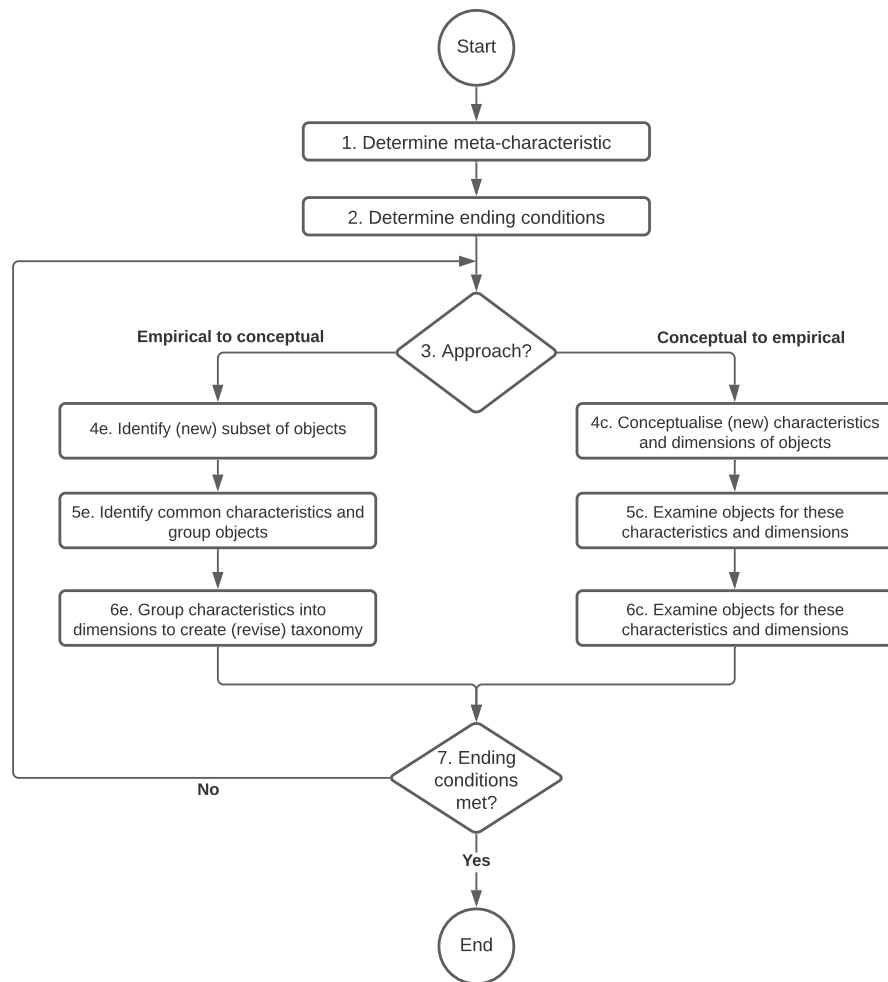 Start
1. Determine meta-characteristic
2. Determine ending conditions
3. Approach?
Empirical to conceptual
Conceptual to empirical
4e. Identify (new) subset of objects
5e. Identify common characteristics and
group objects
6e. Group characteristics into
dimensions to create (revise) taxonomy
4c. Conceptualise (new) characteristics
and dimensions of objects
5c. Examine objects for these
characteristics and dimensions
6c. Examine objects for these
characteristics and dimensions
7. Ending
conditions
met?
No
Yes
End